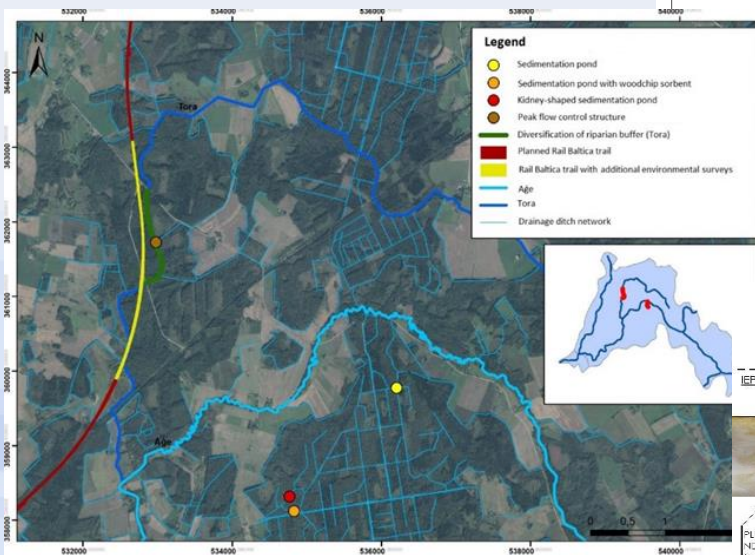 532000
534000
536000
538000
540000
364000
363000
362000
361000
360000
359000
358000
N
Tora
Aģe
Legend
Sedimentation pond
Sedimentation pond with woodchip sorbent
Kidney-shaped sedimentation pond
Peak flow control structure
Diversification of riparian buffer (Tora)
Planned Rail Baltica trail
Rail Baltica trail with additional environmental surveys
Aģe
Tora
Drainage ditch network
0 0,5 1
532000
534000
536000
538000
540000